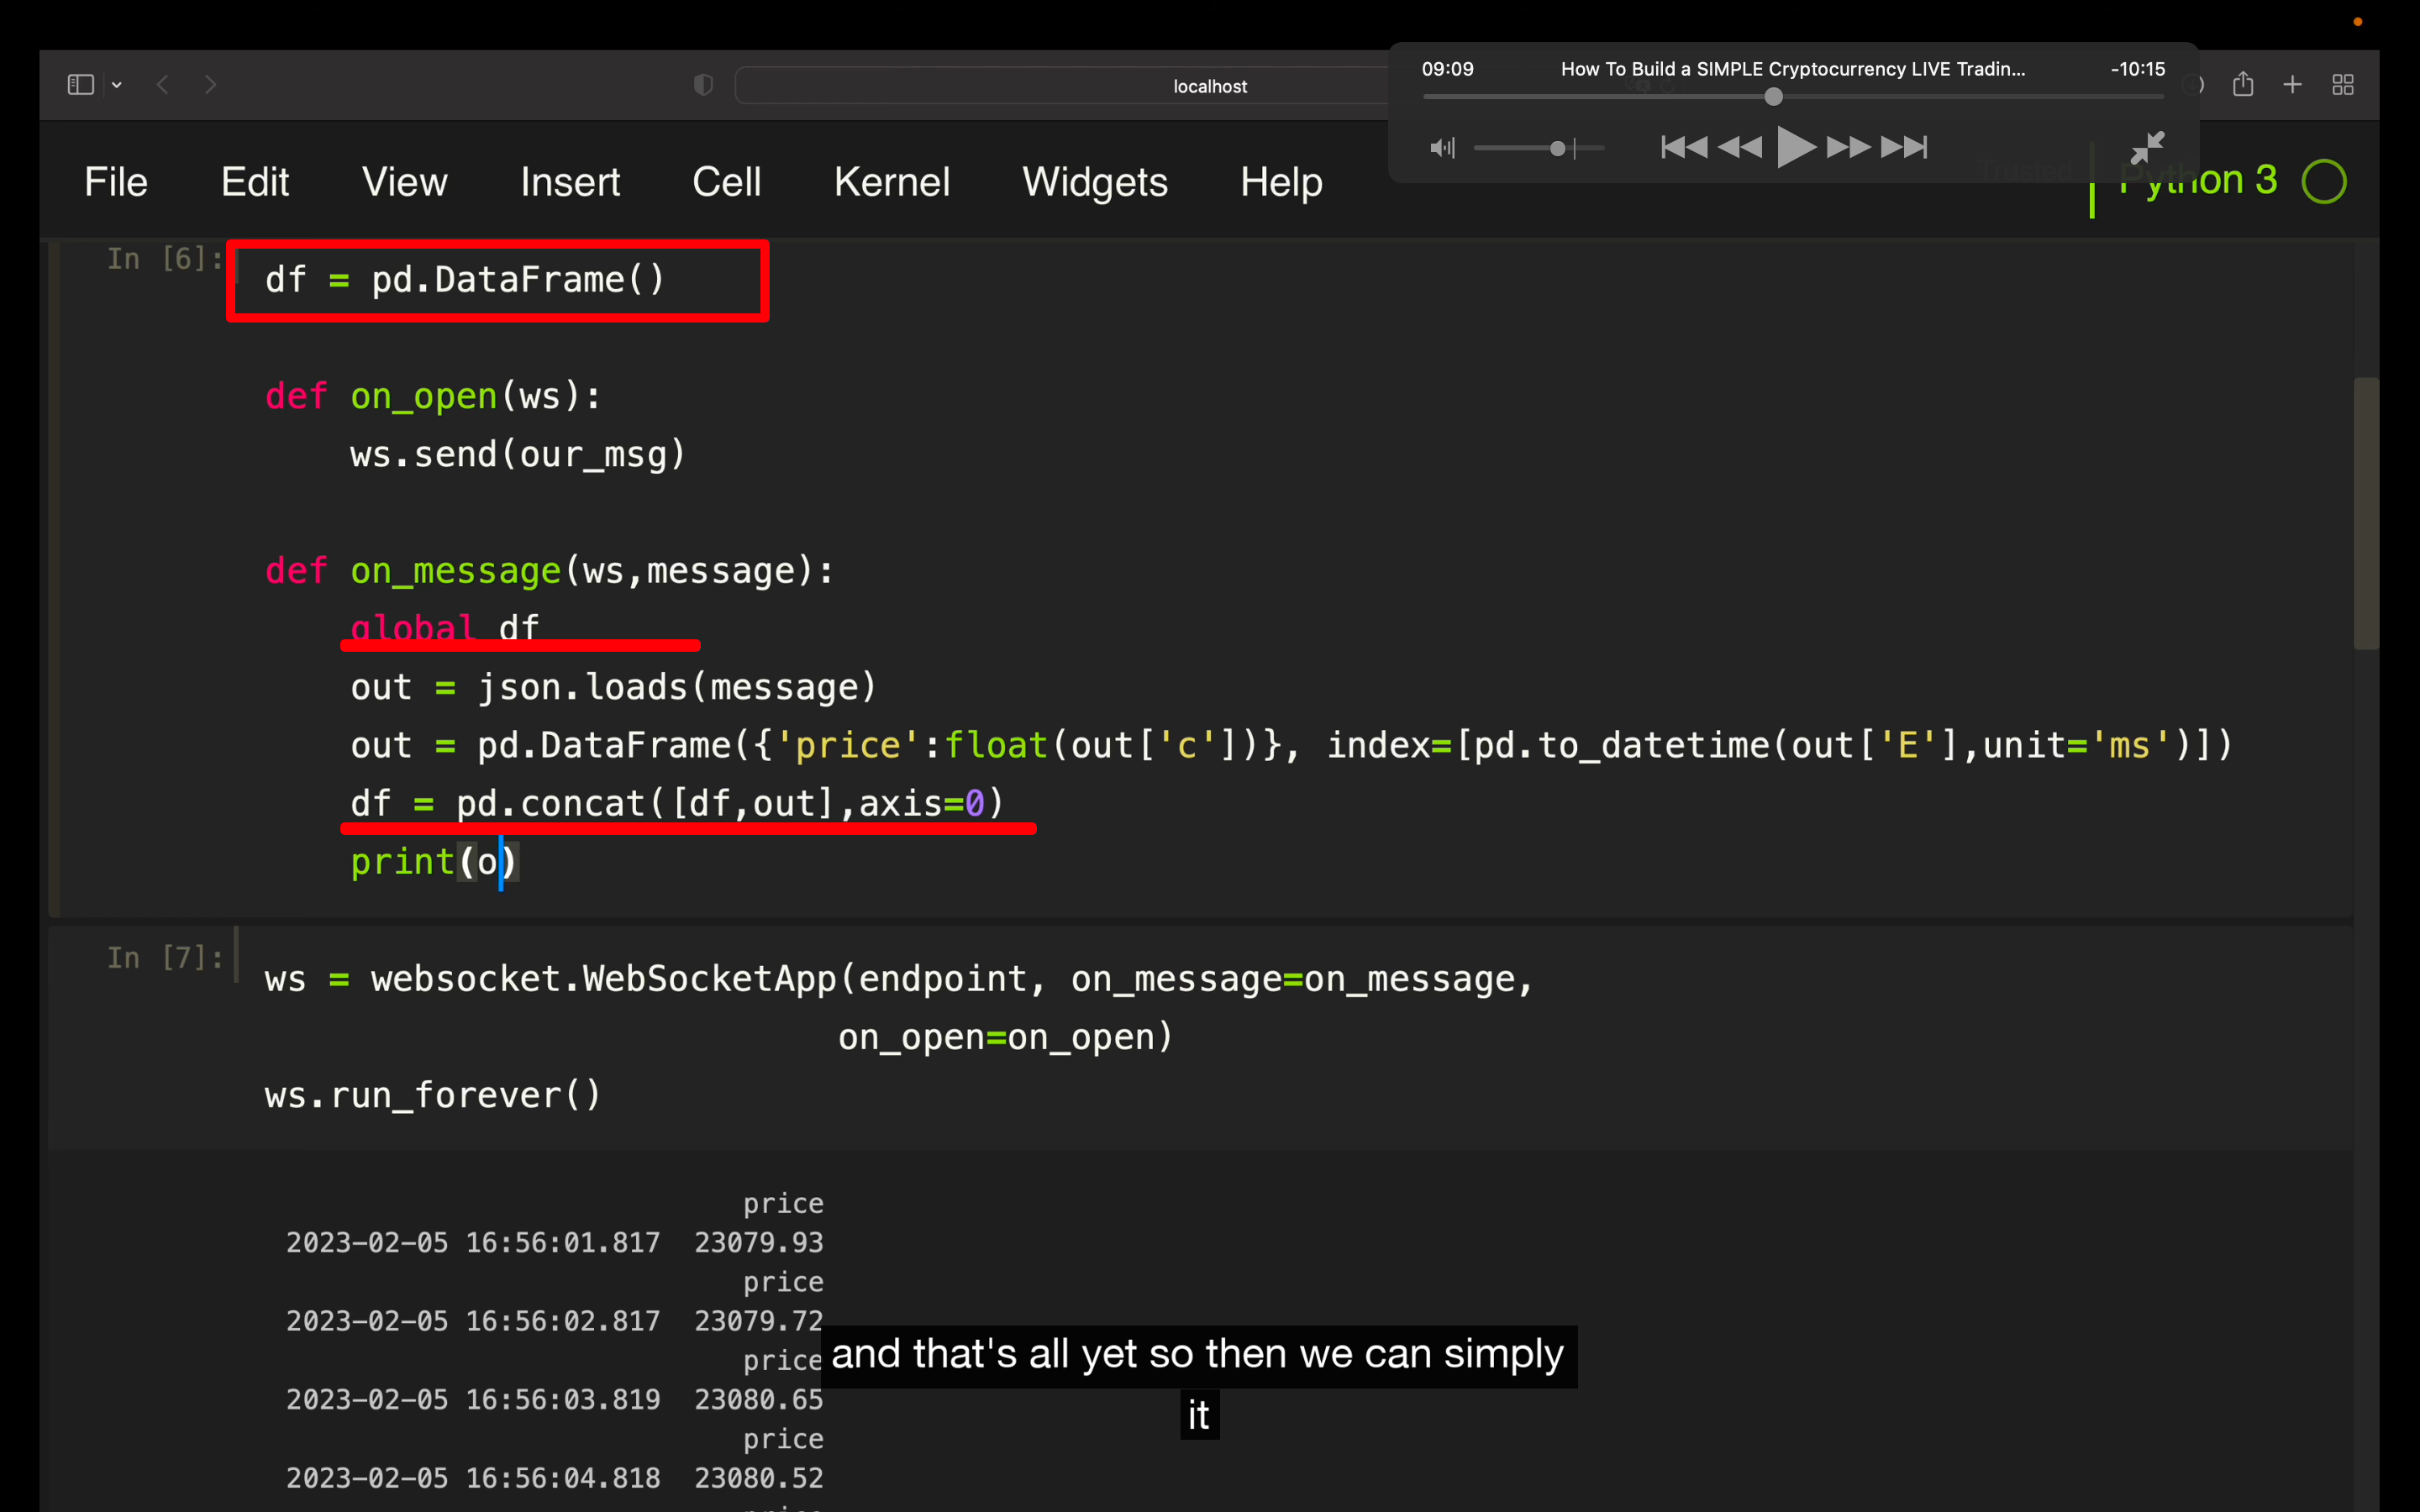 09:09 How To Build a SIMPLE Cryptocurrency LIVE Tradin... -10:15
localhost
File Edit View Insert Cell Kernel Widgets Help Trusted Python 3
In [6]: df = pd.DataFrame()
def on_open(ws):
ws.send(our_msg)
def on_message(ws,message):
global df
out = json.loads(message)
out = pd.DataFrame({'price':float(out['c'])}, index=[pd.to_datetime(out['E'],unit='ms')])
df = pd.concat([df,out],axis=0)
print(o)
In [7]: ws = websocket.WebSocketApp(endpoint, on_message=on_message,
on_open=on_open)
ws.run_forever()
price
2023-02-05 16:56:01.817 23079.93
price
2023-02-05 16:56:02.817 23079.72
price
2023-02-05 16:56:03.819 23080.65
price
2023-02-05 16:56:04.818 23080.52
and that's all yet so then we can simply
it